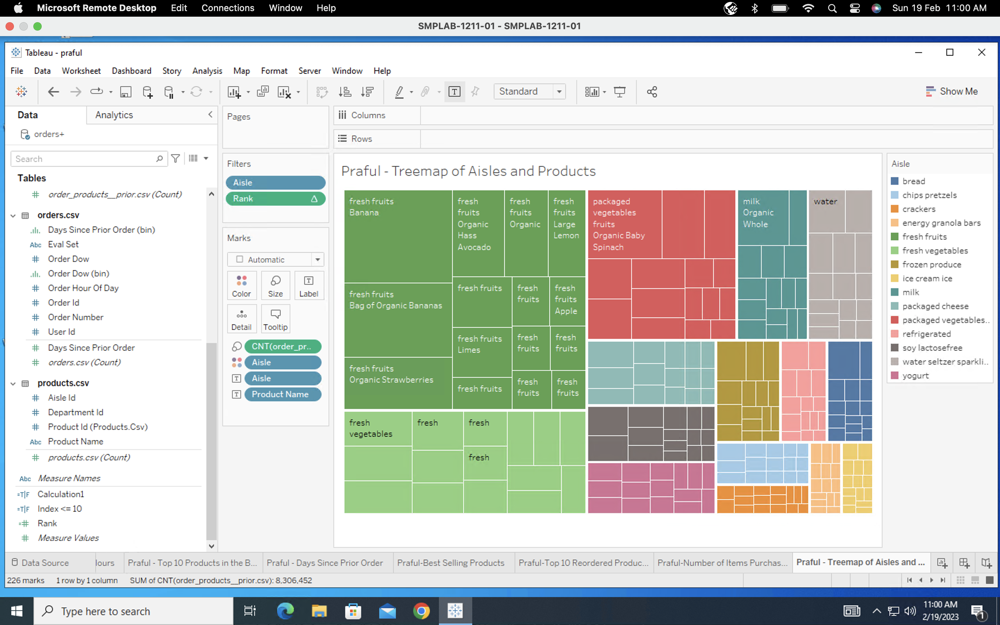 Microsoft Remote Desktop Edit Connections Window Help Sun 19 Feb 11:00 AM
SMPLAB-1211-01 - SMPLAB-1211-01
Tableau - praful
File Data Worksheet Dashboard Story Analysis Map Format Server Window Help
Standard
Show Me
Data
Analytics
orders+
Search
Tables
order_products__prior.csv (Count)
orders.csv
Days Since Prior Order (bin)
Abc Eval Set
Order Dow
Order Dow (bin)
Order Hour Of Day
Order Id
Order Number
User Id
Days Since Prior Order
orders.csv (Count)
products.csv
Aisle Id
Department Id
Product Id (Products.Csv)
Abc Product Name
products.csv (Count)
Abc Measure Names
=T|F Calculation1
=T|F Index <= 10
=# Rank
# Measure Values
Pages
Filters
Aisle
Rank
Marks
Automatic
Color Size Label
Detail Tooltip
CNT(order_pr..
Aisle
Aisle
Product Name
Columns
Rows
Praful - Treemap of Aisles and Products
fresh fruits
Banana
fresh fruits
Bag of Organic Bananas
fresh fruits
Organic Strawberries
fresh
fruits
Organic
Hass
Avocado
fresh
fruits
Organic
fresh
fruits
Large
Lemon
fresh fruits
fresh
fruits
fresh
fruits
Apple
fresh fruits
Limes
fresh
fruits
fresh
fruits
fresh fruits
fresh
fruits
fresh
fruits
fresh
vegetables
fresh
fresh
fresh
packaged
vegetables
fruits
Organic Baby
Spinach
milk
Organic
Whole
water
Aisle
bread
chips pretzels
crackers
energy granola bars
fresh fruits
fresh vegetables
frozen produce
ice cream ice
milk
packaged cheese
packaged vegetables..
refrigerated
soy lactosefree
water seltzer sparkli..
yogurt
Data Source
lours
Praful - Top 10 Products in the B...
Praful - Days Since Prior Order
Praful-Best Selling Products
Praful-Top 10 Reordered Produc...
Praful-Number of Items Purchas...
Praful - Treemap of Aisles and ...
226 marks 1 row by 1 column SUM of CNT(order_products__prior.csv): 8,306,452
Type here to search
11:00 AM
2/19/2023
1